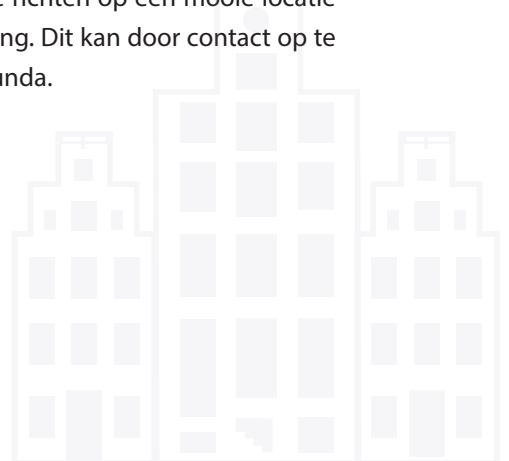 e richten op een mooie locatie
ng. Dit kan door contact op te
unda.